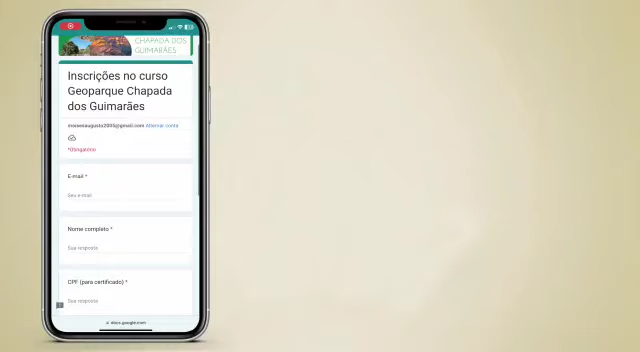 CHAPADA DOS
GUIMARÃES
Inscrições no curso
Geoparque Chapada
dos Guimarães
Alternar conta
*Obrigatório
E-mail *
Seu e-mail
Nome completo *
Sua resposta
CPF (para certificado) *
Sua resposta
docs.google.com